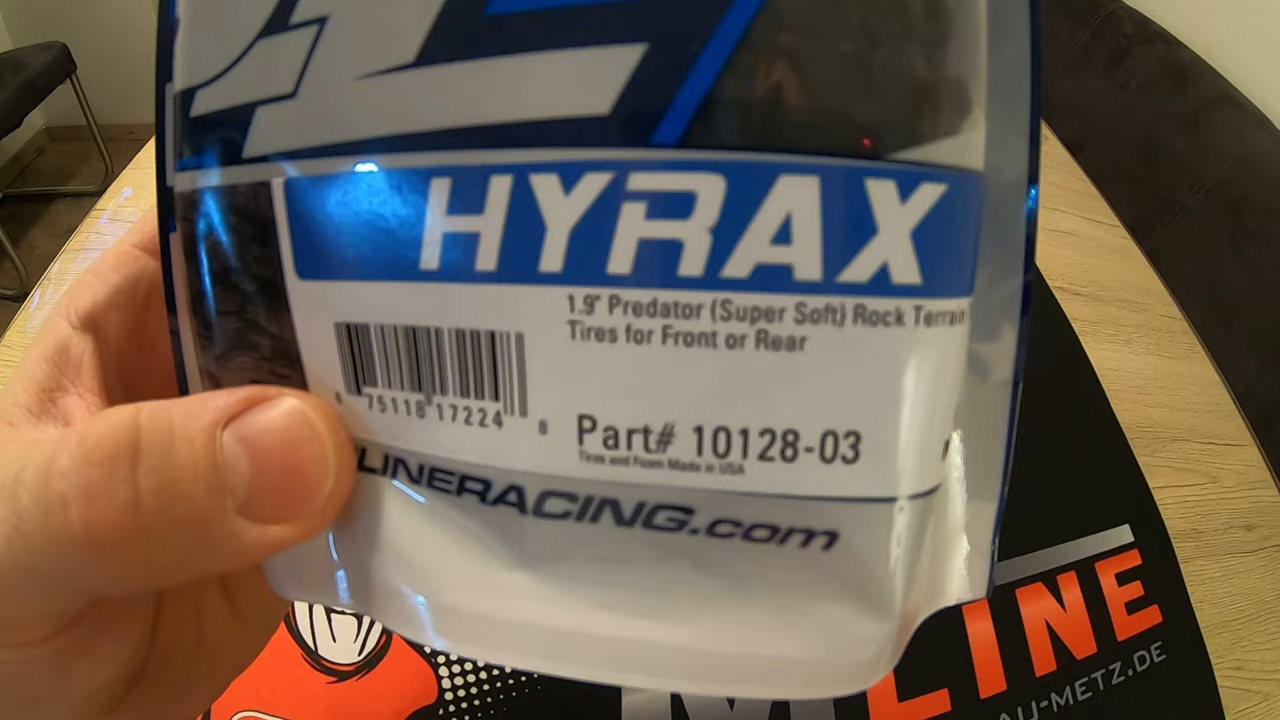 HYRAX
1.9" Predator (Super Soft) Rock Terrain
Tires for Front or Rear
75118 17224 8
Part# 10128-03
Tires and Foam Made in USA
LINERACING.com
LINE
AU-METZ.DE